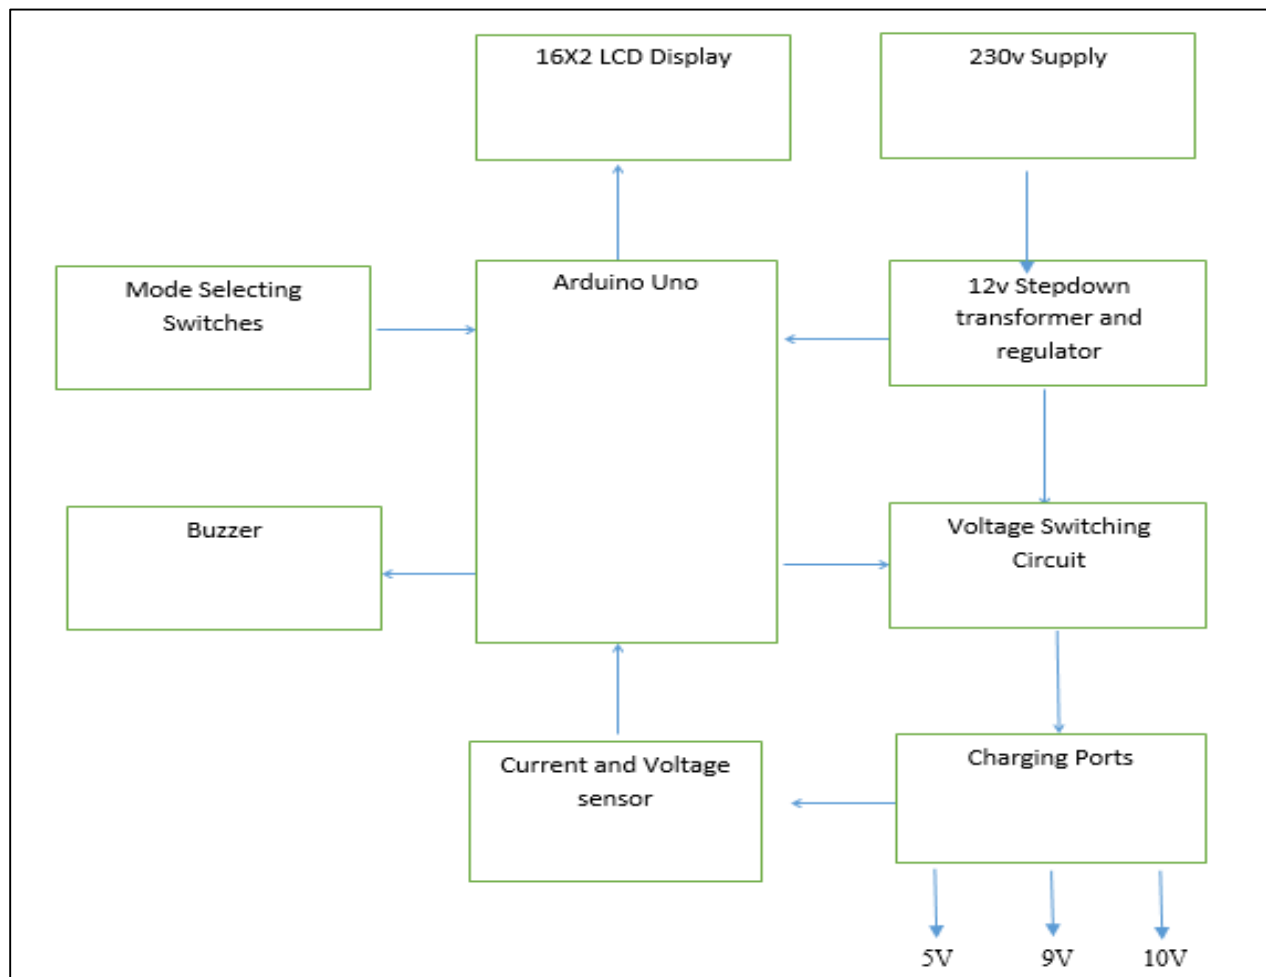 16X2 LCD Display
230v Supply
Mode Selecting
Switches
Arduino Uno
12v Stepdown
transformer and
regulator
Buzzer
Voltage Switching
Circuit
Current and Voltage
sensor
Charging Ports
5V
9V
10V